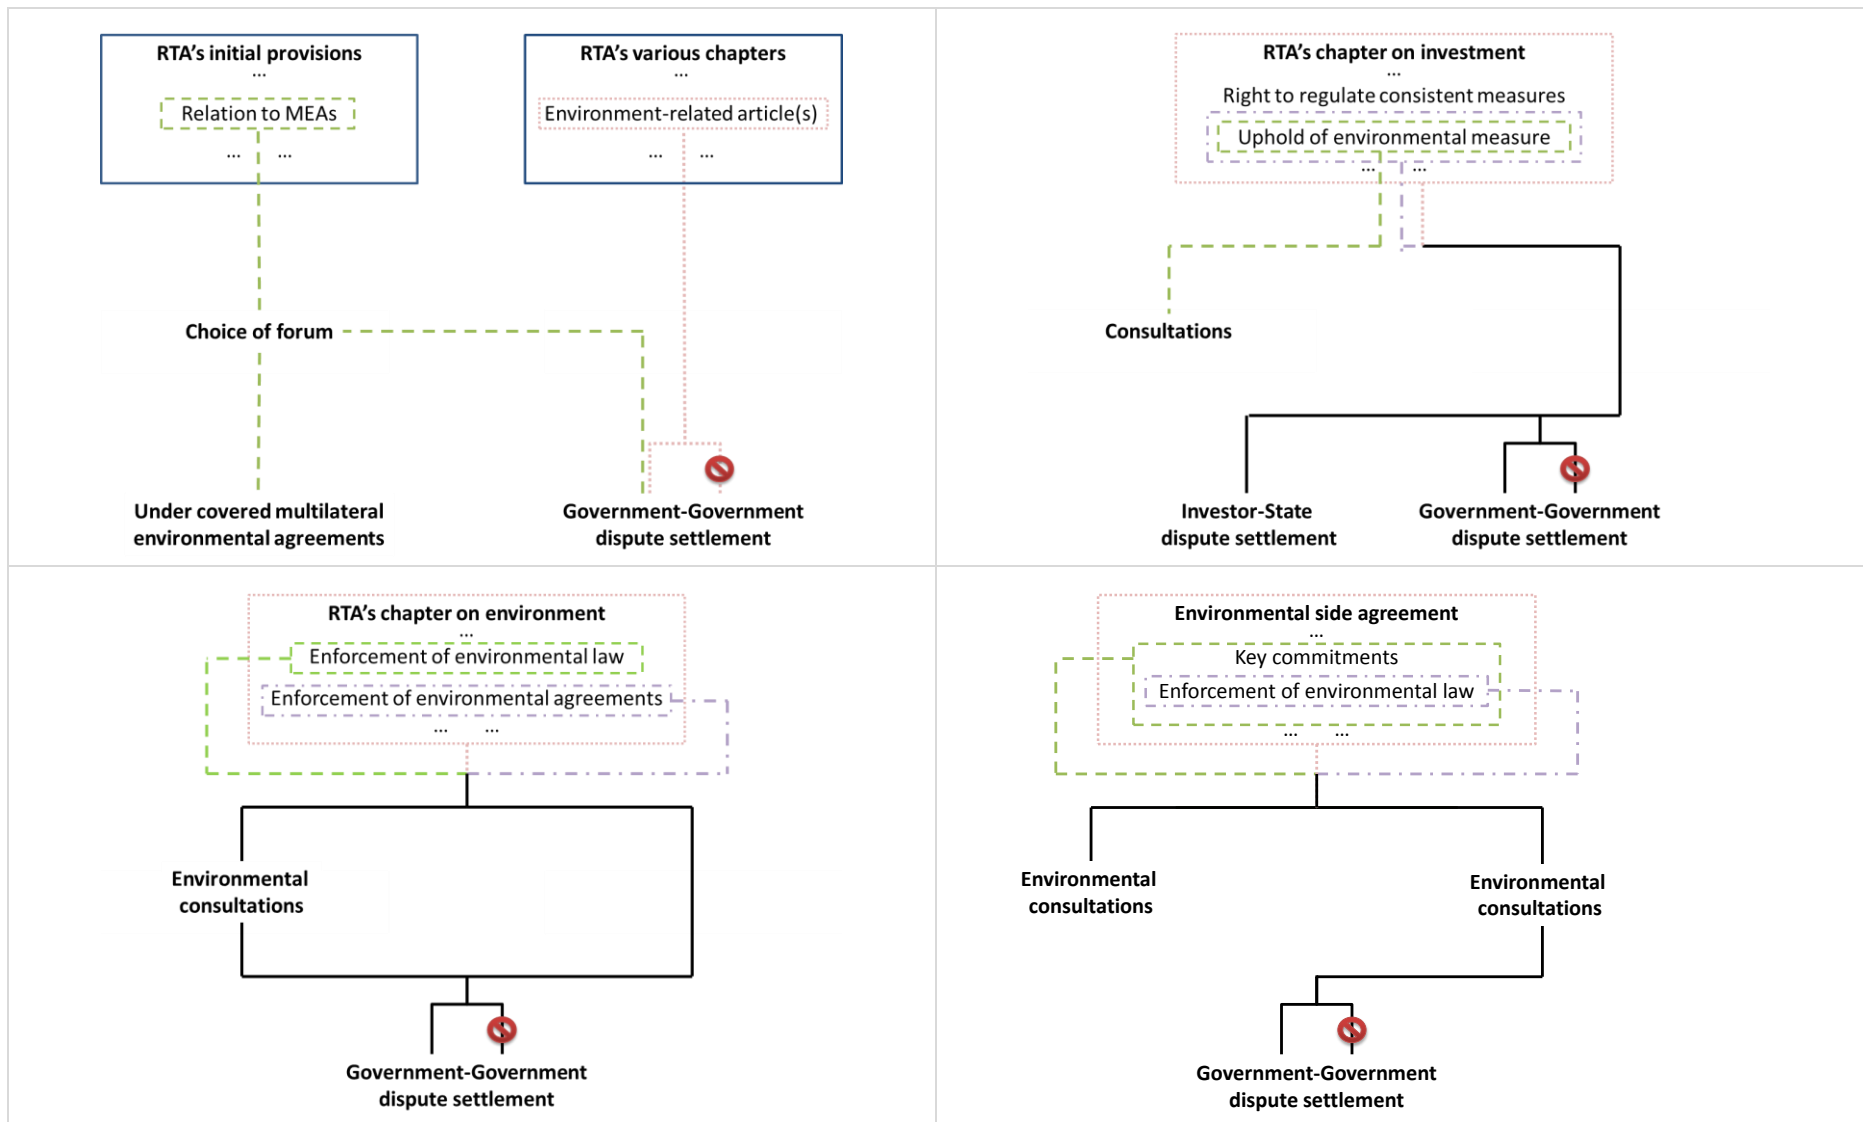 RTA's initial provisions
...
Relation to MEAs
... ...
RTA's various chapters
...
Environment-related article(s)
... ...
Choice of forum
Under covered multilateral
environmental agreements
Government-Government
dispute settlement
RTA's chapter on investment
...
Right to regulate consistent measures
Uphold of environmental measure
... ...
Consultations
Investor-State
dispute settlement
Government-Government
dispute settlement
RTA's chapter on environment
...
Enforcement of environmental law
Enforcement of environmental agreements
... ...
Environmental
consultations
Government-Government
dispute settlement
Environmental side agreement
...
Key commitments
Enforcement of environmental law
... ...
Environmental
consultations
Environmental
consultations
Government-Government
dispute settlement